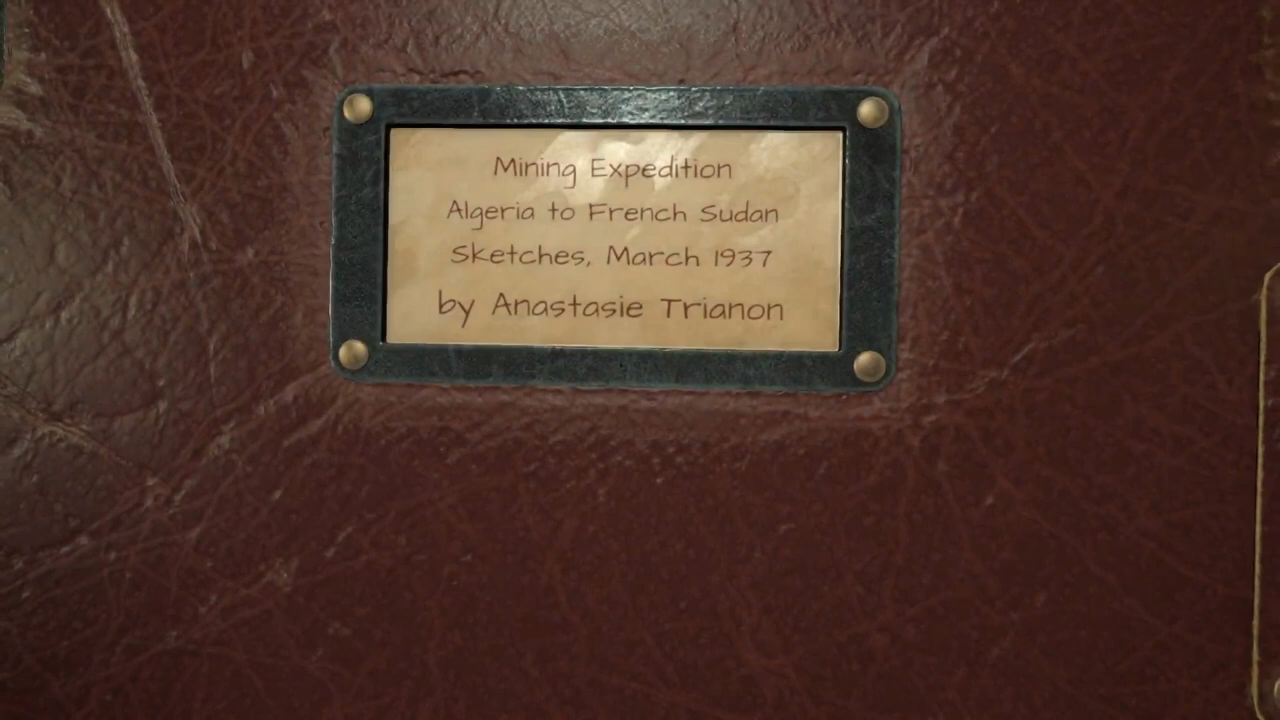 Mining Expedition
Algeria to French Sudan
Sketches, March 1937
by Anastasie Trianon